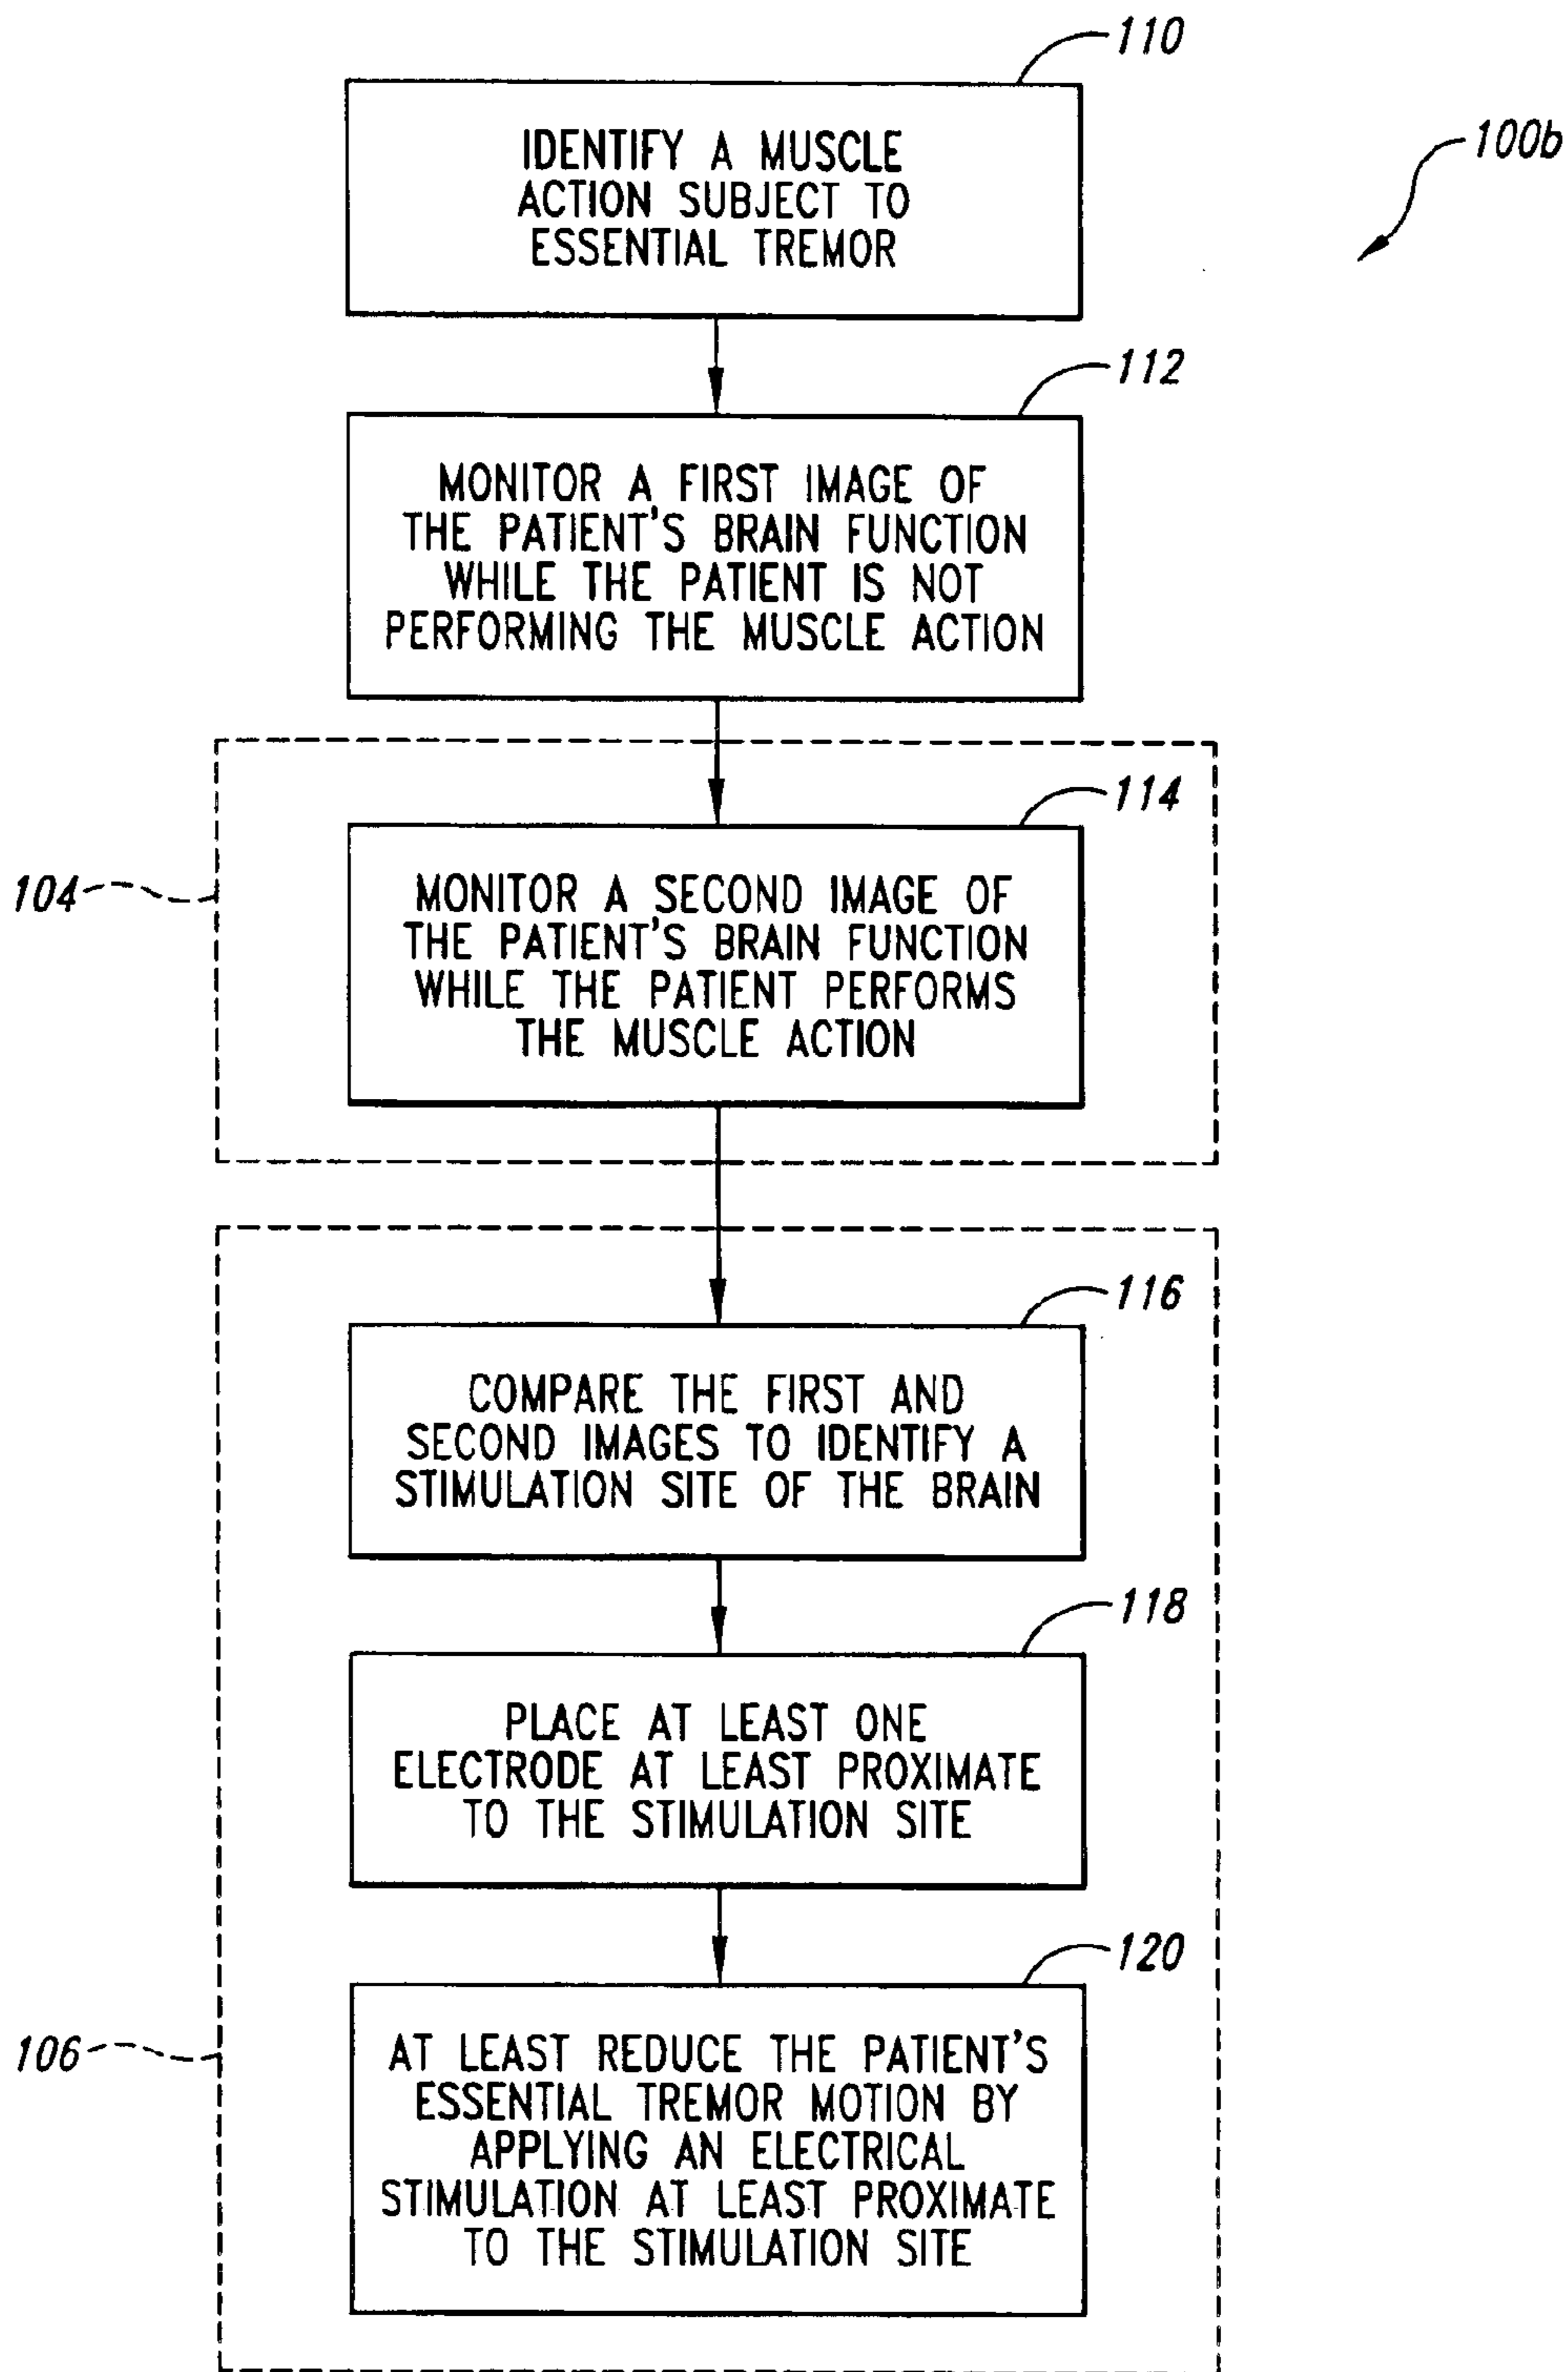 110
100b
IDENTIFY A MUSCLE
ACTION SUBJECT TO
ESSENTIAL TREMOR
112
MONITOR A FIRST IMAGE OF
THE PATIENT'S BRAIN FUNCTION
WHILE THE PATIENT IS NOT
PERFORMING THE MUSCLE ACTION
114
104
MONITOR A SECOND IMAGE OF
THE PATIENT'S BRAIN FUNCTION
WHILE THE PATIENT PERFORMS
THE MUSCLE ACTION
116
COMPARE THE FIRST AND
SECOND IMAGES TO IDENTIFY A
STIMULATION SITE OF THE BRAIN
118
PLACE AT LEAST ONE
ELECTRODE AT LEAST PROXIMATE
TO THE STIMULATION SITE
120
106
AT LEAST REDUCE THE PATIENT'S
ESSENTIAL TREMOR MOTION BY
APPLYING AN ELECTRICAL
STIMULATION AT LEAST PROXIMATE
TO THE STIMULATION SITE